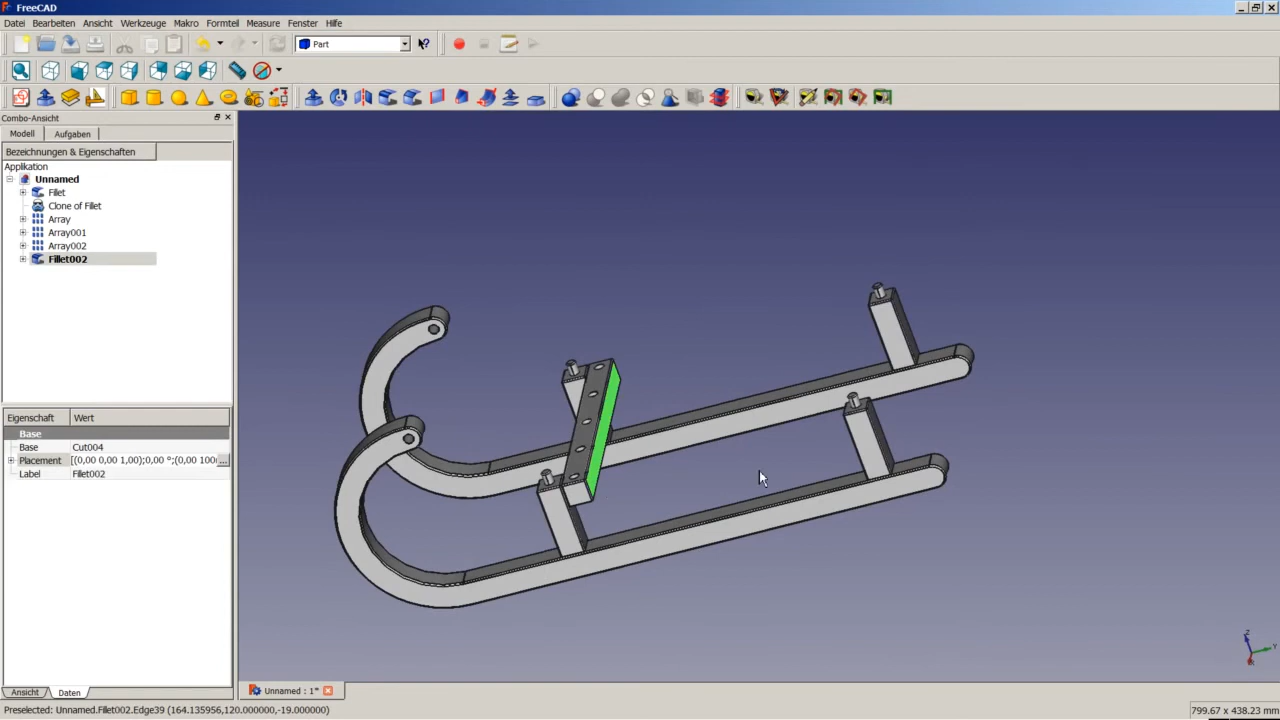 FreeCAD
Datei Bearbeiten Ansicht Werkzeuge Makro Formteil Measure Fenster Hilfe
Part
Combo-Ansicht
Modell Aufgaben
Bezeichnungen & Eigenschaften
Applikation
Unnamed
Fillet
Clone of Fillet
Array
Array001
Array002
Fillet002
Eigenschaft Wert
Base
Base Cut004
Placement [(0,00 0,00 1,00);0,00 °;(0,00 100
Label Fillet002
Ansicht Daten
Unnamed : 1*
Z
Y
X
Preselected: Unnamed.Fillet002.Edge39 (164.135956,120.000000,-19.000000)
799.67 x 438.23 mm